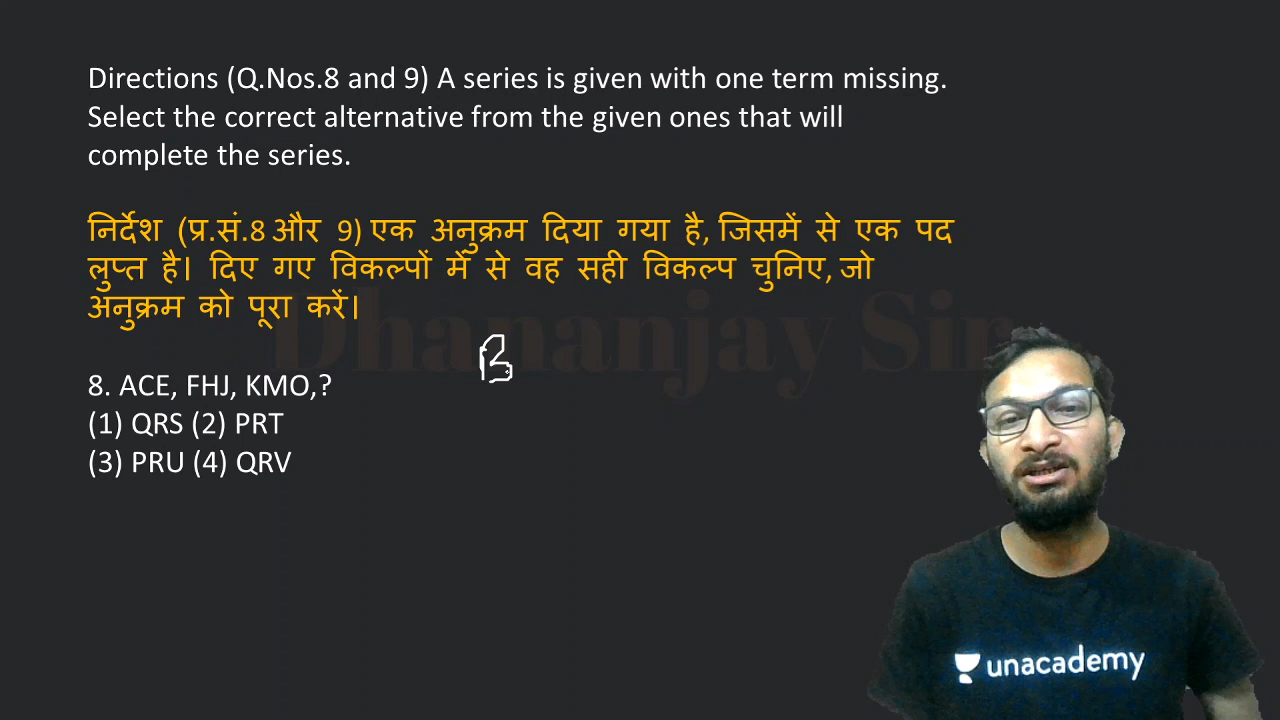 Directions (Q.Nos.8 and 9) A series is given with one term missing.
Select the correct alternative from the given ones that will
complete the series.
निर्देश (प्र.सं.8 और 9) एक अनुक्रम दिया गया है, जिसमें से एक पद
लुप्त है। दिए गए विकल्पों में से वह सही विकल्प चुनिए, जो
अनुक्रम को पूरा करें।
Dhananjay Sir
B
8. ACE, FHJ, KMO,?
(1) QRS (2) PRT
(3) PRU (4) QRV
unacademy